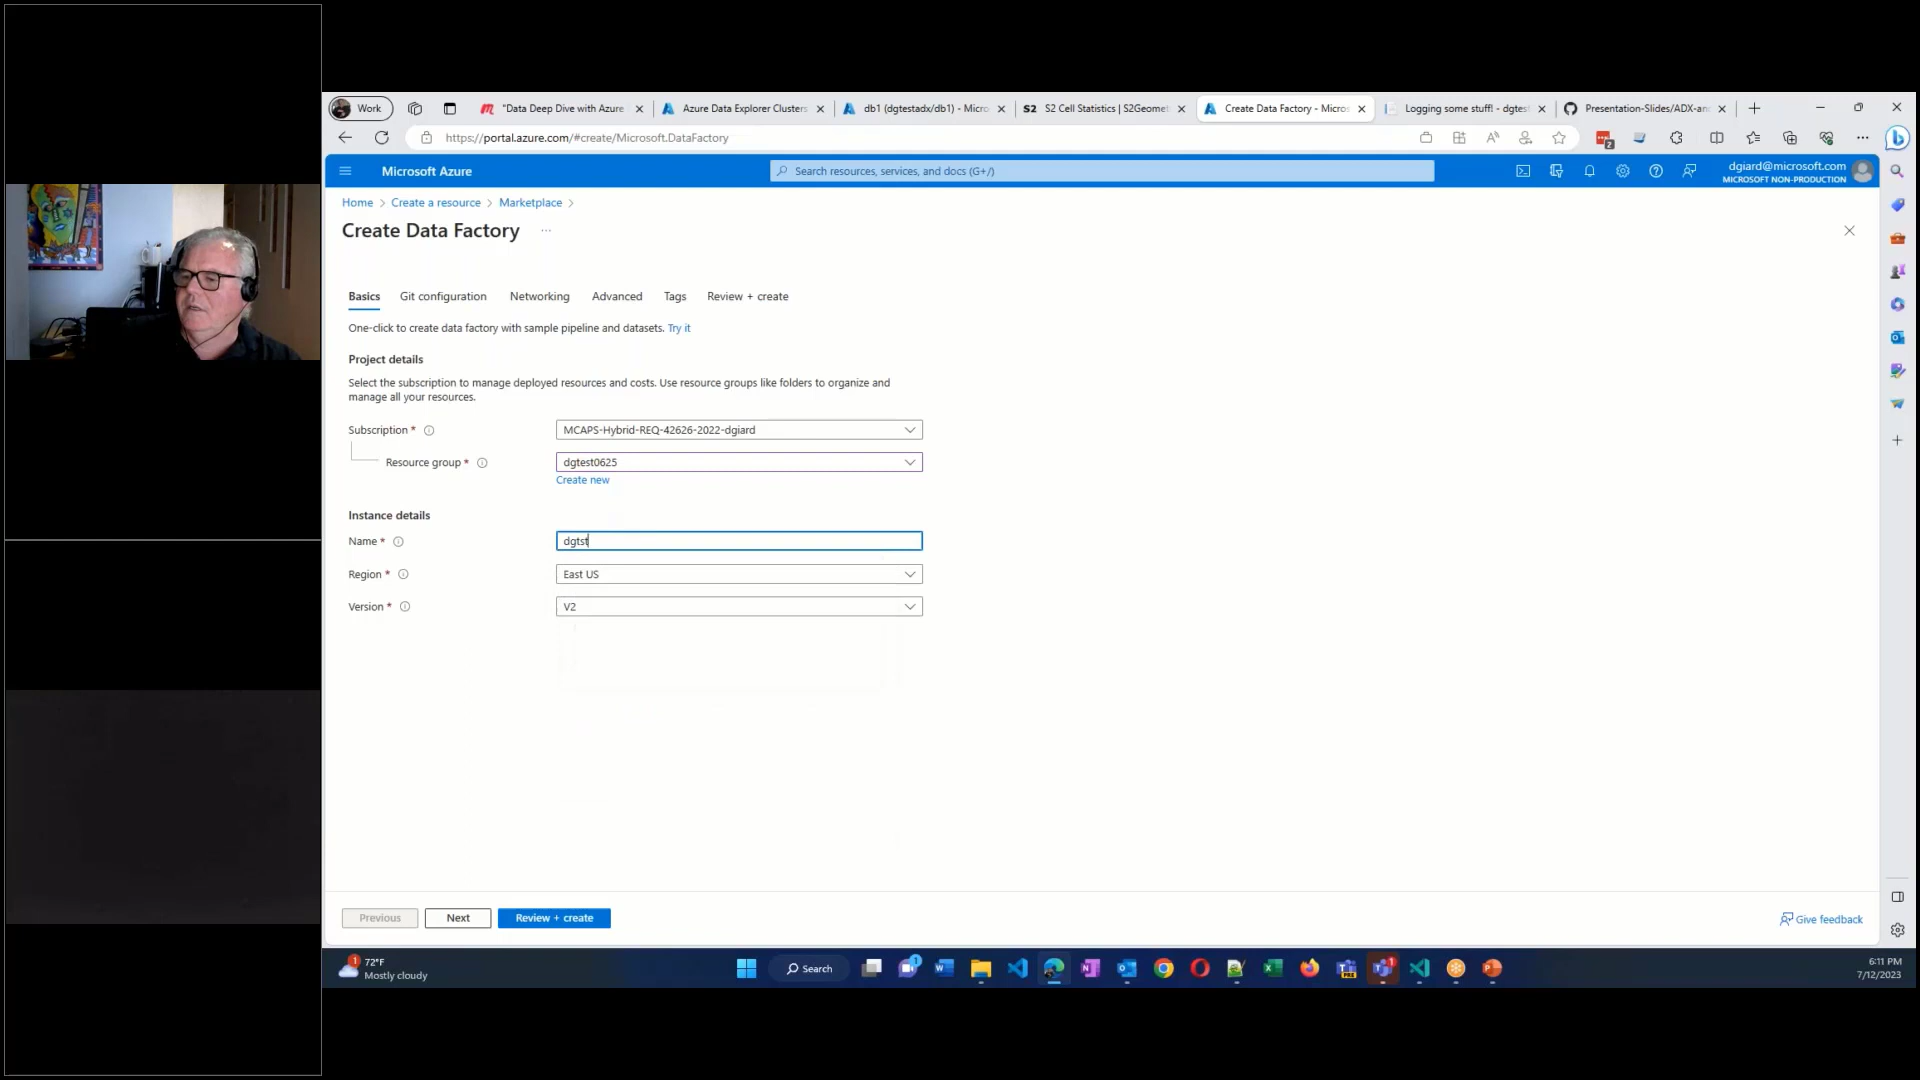 Work
"Data Deep Dive with Azure
Azure Data Explorer Clusters
db1 (dgtestadx/db1) - Micro
S2 S2 Cell Statistics | S2Geomet
Create Data Factory - Micros
Logging some stuff! - dgtes
Presentation-Slides/ADX-an
https://portal.azure.com/#create/Microsoft.DataFactory
2
Microsoft Azure
Search resources, services, and docs (G+/)
dgiard@microsoft.com
MICROSOFT NON-PRODUCTION
Home > Create a resource > Marketplace >
Create Data Factory ...
Basics Git configuration Networking Advanced Tags Review + create
One-click to create data factory with sample pipeline and datasets. Try it
Project details
Select the subscription to manage deployed resources and costs. Use resource groups like folders to organize and
manage all your resources.
Subscription * MCAPS-Hybrid-REQ-42626-2022-dgiard
Resource group * dgtest0625
Create new
Instance details
Name * dgtst
Region * East US
Version * V2
Previous Next Review + create
Give feedback
1
72°F
Mostly cloudy
Search
1
1
6:11 PM
7/12/2023